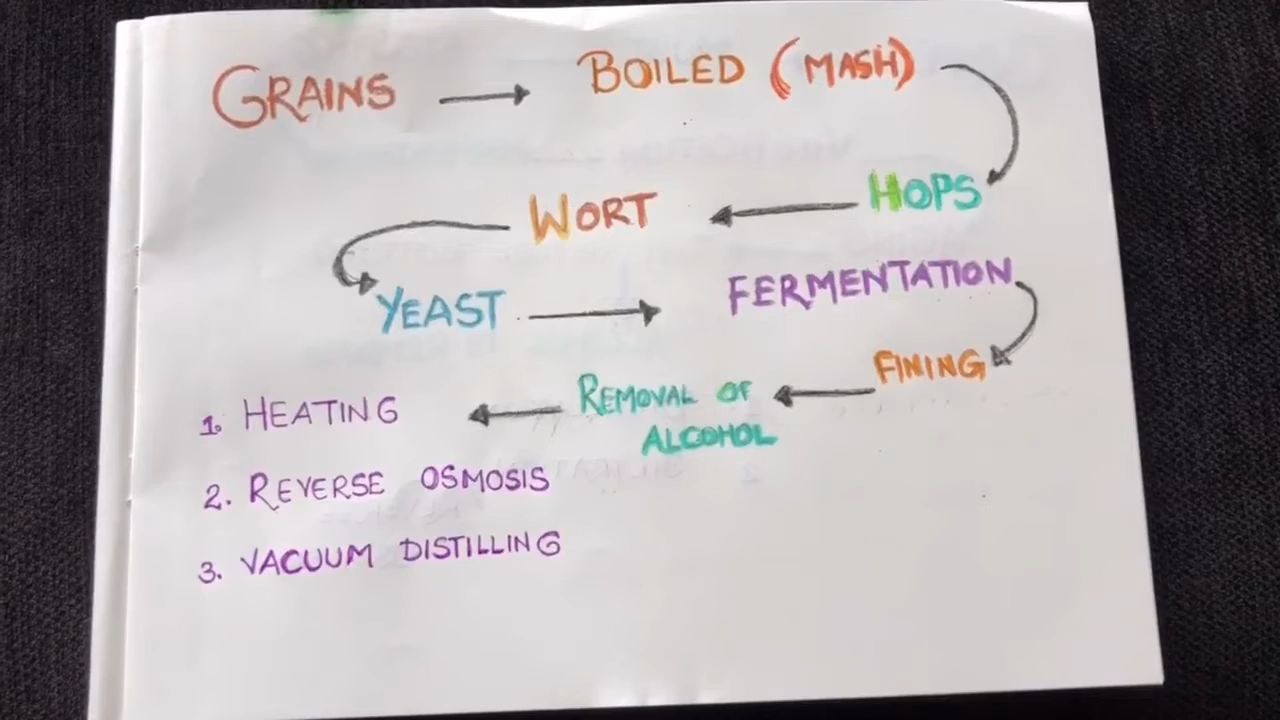 GRAINS → BOILED (MASH)
HOPS
WORT ←
YEAST → FERMENTATION
FINING
REMOVAL OF ALCOHOL ←
1. HEATING ←
2. REVERSE OSMOSIS
3. VACUUM DISTILLING